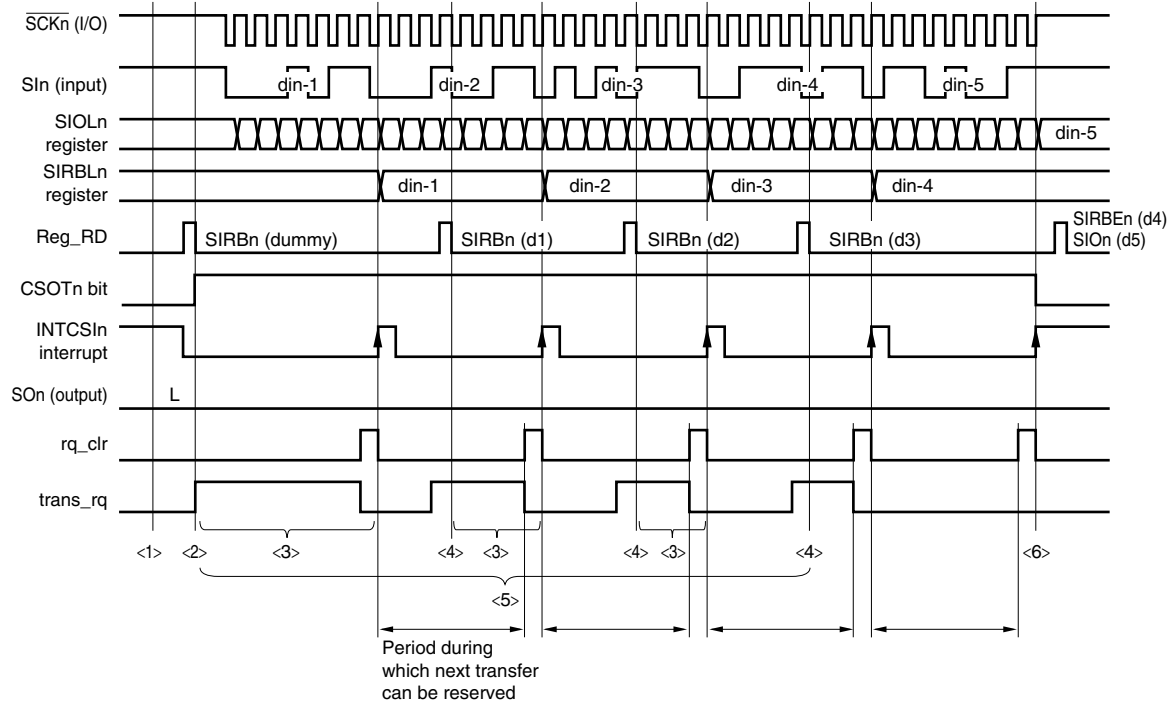 SCKn (I/O)
SIn (input)
din-1
din-2
din-3
din-4
din-5
SIOLn
register
din-5
SIRBLn
register
din-1
din-2
din-3
din-4
Reg_RD
SIRBn (dummy)
SIRBn (d1)
SIRBn (d2)
SIRBn (d3)
SIRBEn (d4)
SIOn (d5)
CSOTn bit
INTCSIn
interrupt
SOn (output)
L
rq_clr
trans_rq
<1>
<2>
<3>
<4>
<3>
<4>
<3>
<4>
<6>
<5>
Period during
which next transfer
can be reserved